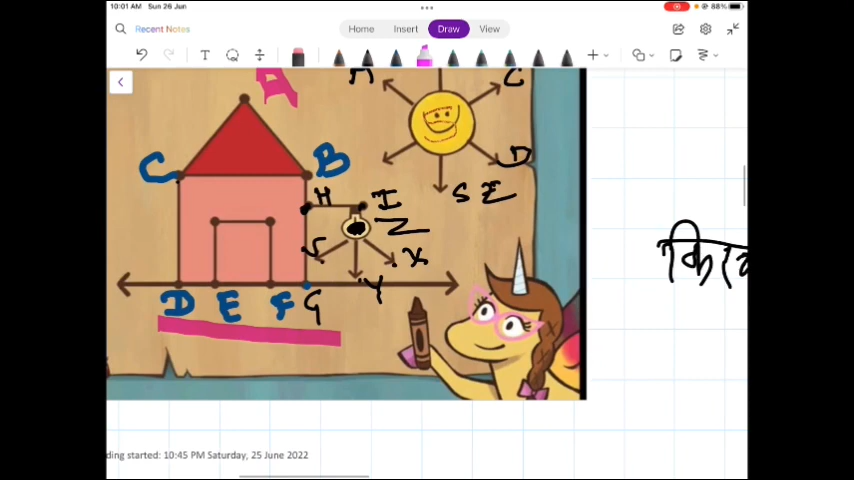 10:01 AM Sun 26 Jun
88%
Recent Notes
Home Insert Draw View
A
A C
C B
D
H I
S E
Z
S X
Y
D E F G
ding started: 10:45 PM Saturday, 25 June 2022